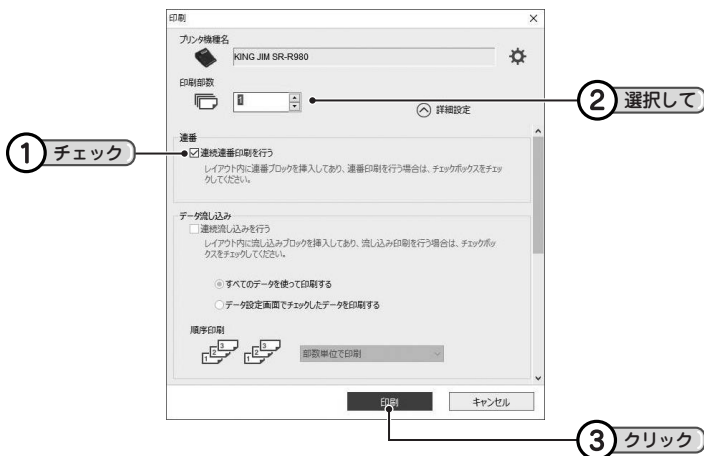 印刷
プリンタ機種名
KING JIM SR-R980
印刷部数
1
詳細設定
② 選択して
① チェック
連番
連続連番印刷を行う
レイアウト内に連番ブロックを挿入してあり、連番印刷を行う場合は、チェックボックスをチェッ
クしてください。
データ流し込み
連続流し込みを行う
レイアウト内に流し込みブロックを挿入してあり、流し込み印刷を行う場合は、チェックボッ
クスをチェックしてください。
すべてのデータを使って印刷する
データ設定画面でチェックしたデータを印刷する
順序印刷
1 2 3 1 2 3
部数単位で印刷
印刷 キャンセル
③ クリック